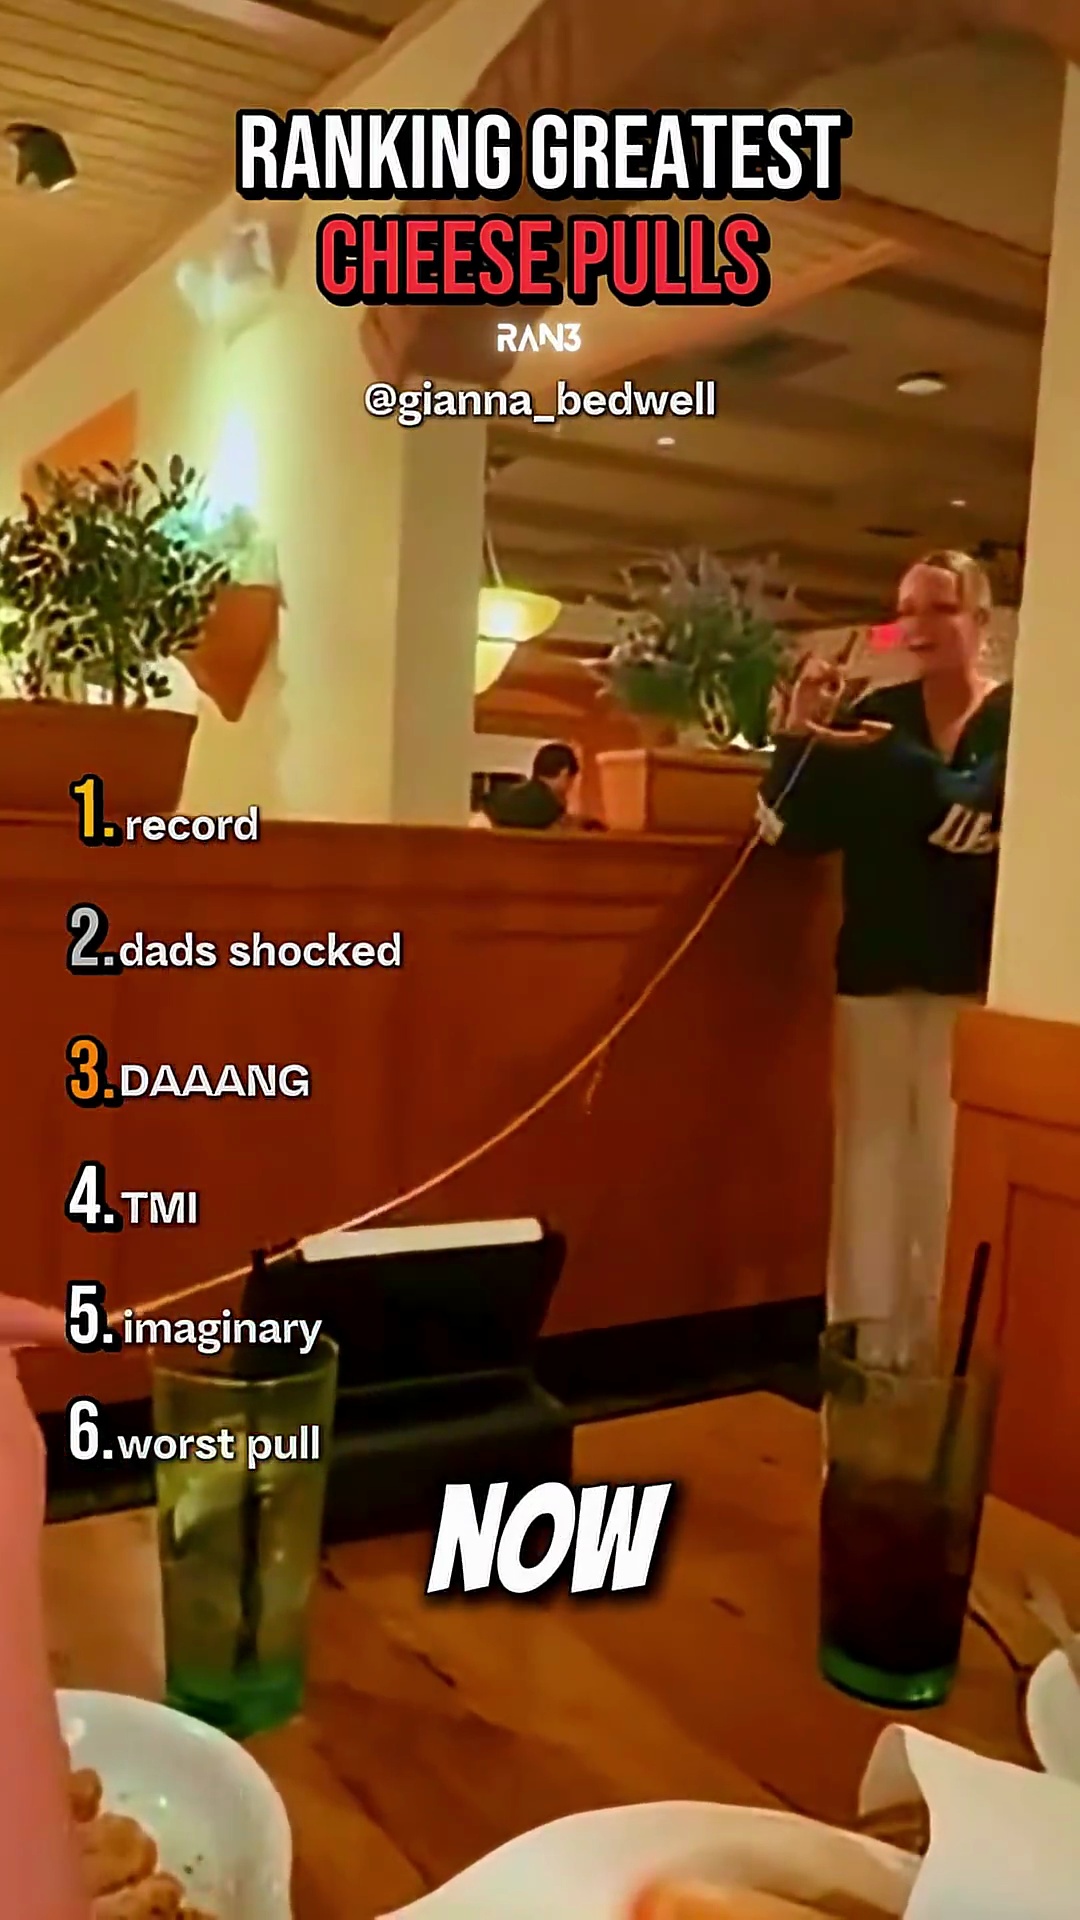 RANKING GREATEST
CHEESE PULLS
RAN3
@gianna_bedwell
1. record
2. dads shocked
3. DAAANG
4. TMI
5. imaginary
6. worst pull
NOW